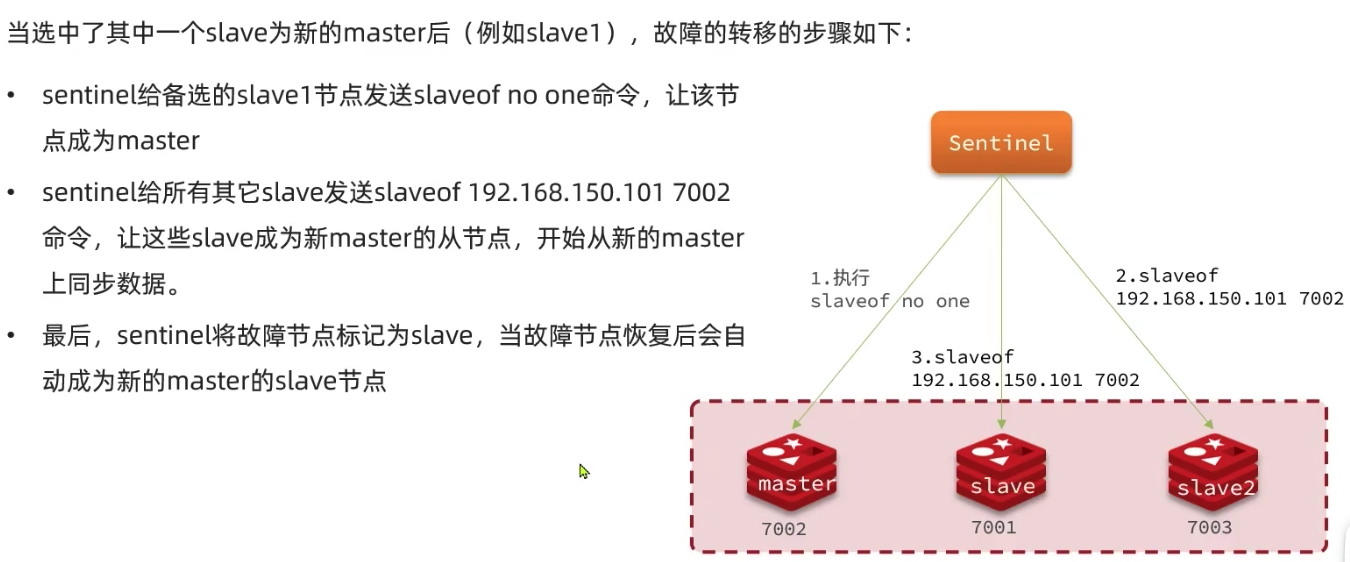 当选中了其中一个slave为新的master后（例如slave1），故障的转移的步骤如下：
• sentinel给备选的slave1节点发送slaveof no one命令，让该节
点成为master
• sentinel给所有其它slave发送slaveof 192.168.150.101 7002
命令，让这些slave成为新master的从节点，开始从新的master
上同步数据。
• 最后，sentinel将故障节点标记为slave，当故障节点恢复后会自
动成为新的master的slave节点
Sentinel
1.执行
slaveof no one
2.slaveof
192.168.150.101 7002
3.slaveof
192.168.150.101 7002
master
slave
slave2
7002
7001
7003